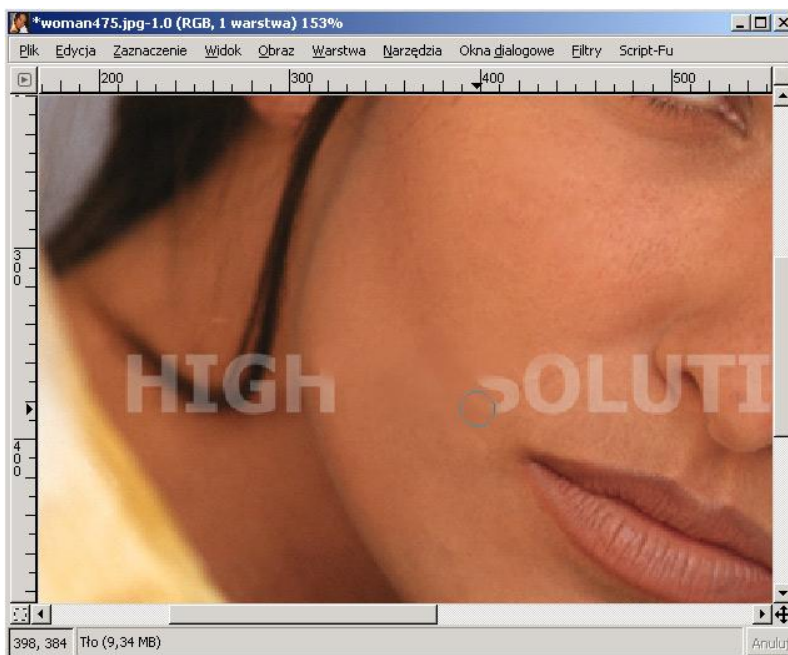 *woman475.jpg-1.0 (RGB, 1 warstwa) 153%
Plik Edycja Zaznaczenie Widok Obraz Warstwa Narzędzia Okna dialogowe Filtry Script-Fu
200 300 400 500
300
400
HIGh SOLUTI
398, 384 Tło (9,34 MB) Anuluj